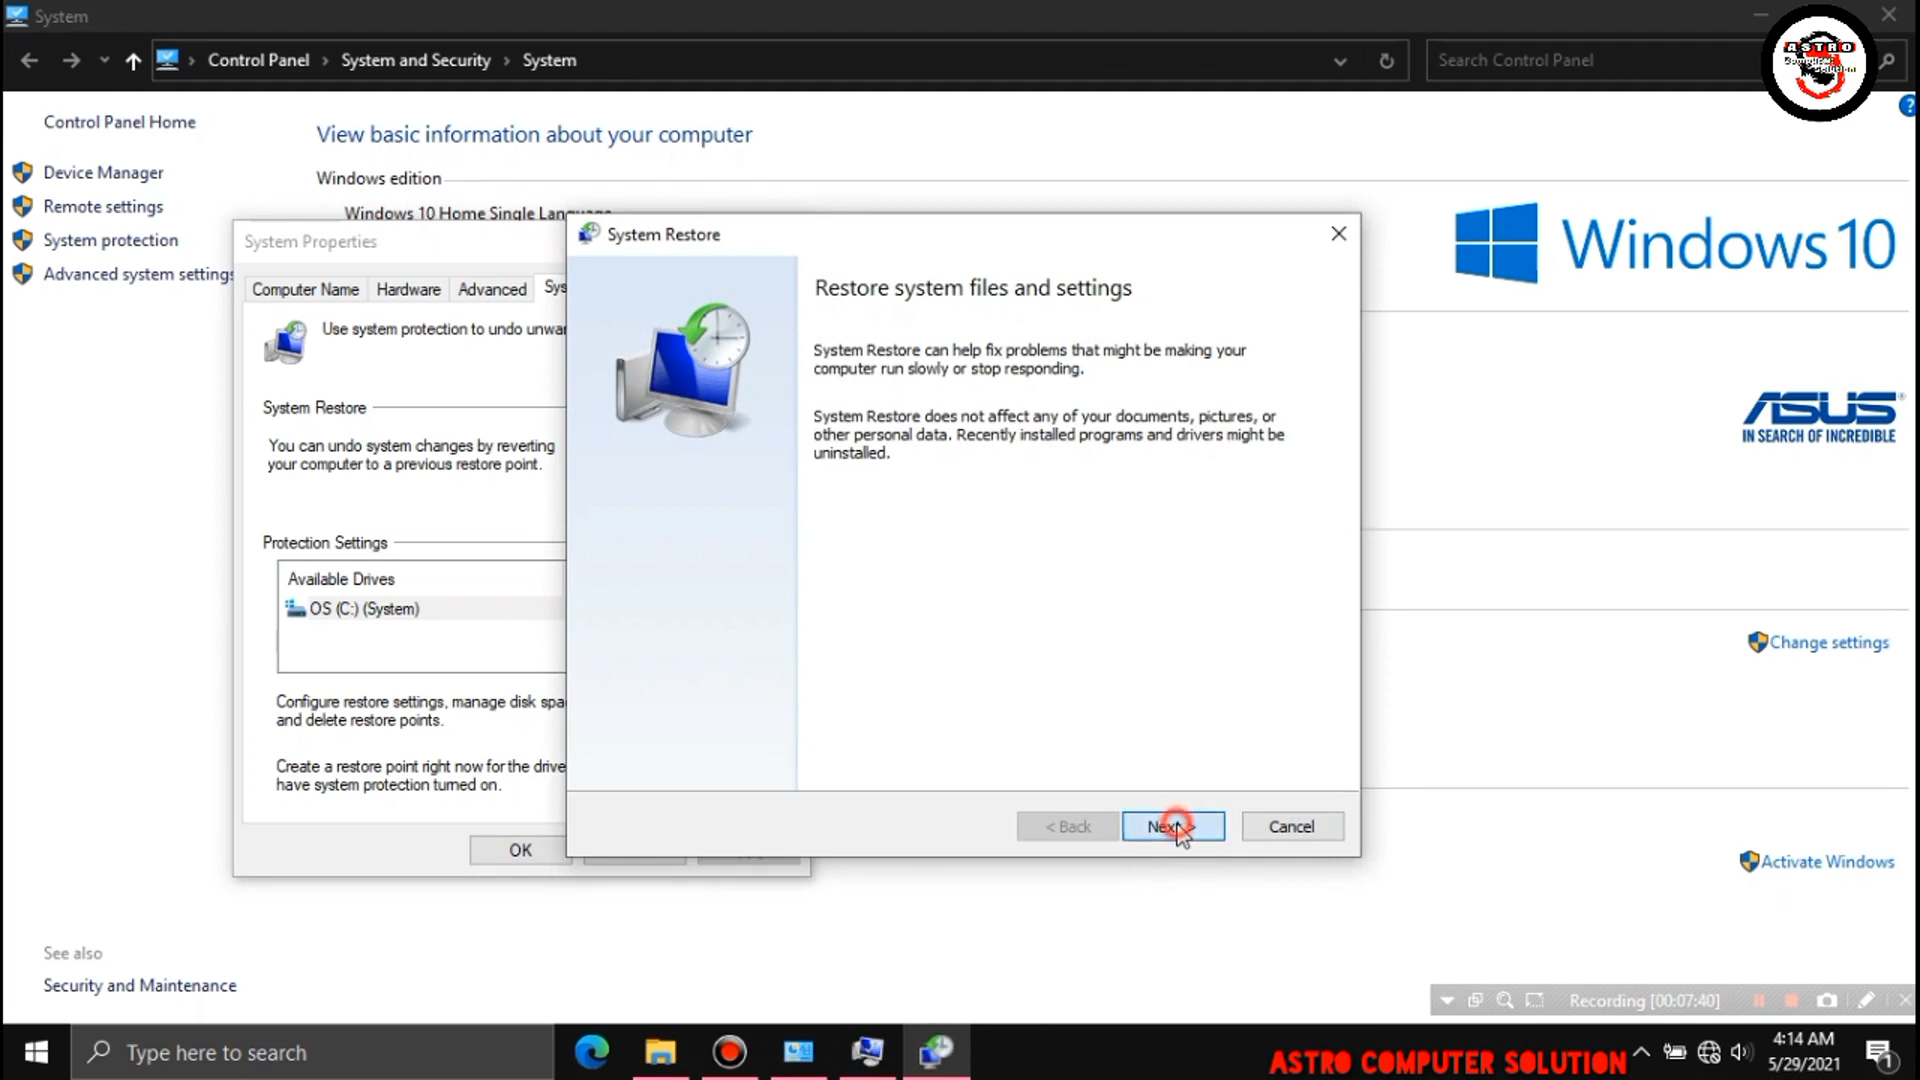 System
Control Panel > System and Security > System
Search Control Panel
ASTRO
Computer
Solution
Control Panel Home
Device Manager
Remote settings
System protection
Advanced system settings
View basic information about your computer
Windows edition
Windows 10 Home Single Language
Windows 10
ASUS
IN SEARCH OF INCREDIBLE
Change settings
Activate Windows
See also
Security and Maintenance
System Properties
Computer Name
Hardware
Advanced
Sys
Use system protection to undo unwa
System Restore
You can undo system changes by reverting
your computer to a previous restore point.
Protection Settings
Available Drives
OS (C:) (System)
Configure restore settings, manage disk spa
and delete restore points.
Create a restore point right now for the drive
have system protection turned on.
OK
System Restore
Restore system files and settings
System Restore can help fix problems that might be making your
computer run slowly or stop responding.
System Restore does not affect any of your documents, pictures, or
other personal data. Recently installed programs and drivers might be
uninstalled.
< Back
Next >
Cancel
Recording [00:07:40]
Type here to search
ASTRO COMPUTER SOLUTION
4:14 AM
5/29/2021
1